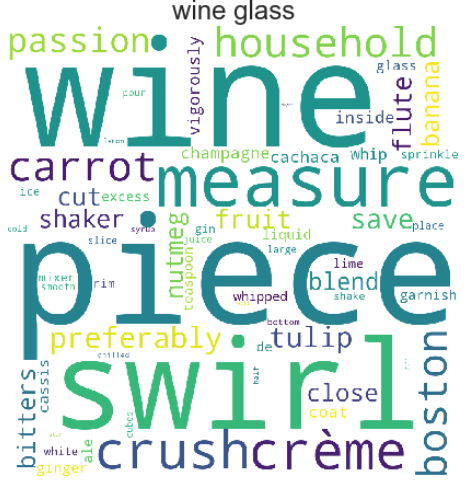 wine glass
passion
household
wine
vigorously
glass
flute
banana
pour
lemon
inside
champagne
cachaca
whip
sprinkle
carrot
measure
ice
cut
excess
shaker
nutmeg
gin
fruit
save
place
cold
slice
syrup
juice
liquid
large
piece
mixer
smooth
rim
teaspoon
whipped
lime
blend
shake
garnish
bottom
preferably
de
tulip
chilled
swirl
half
close
coat
boston
bitters
cassis
crush
crème
cubes
white
ale
ginger